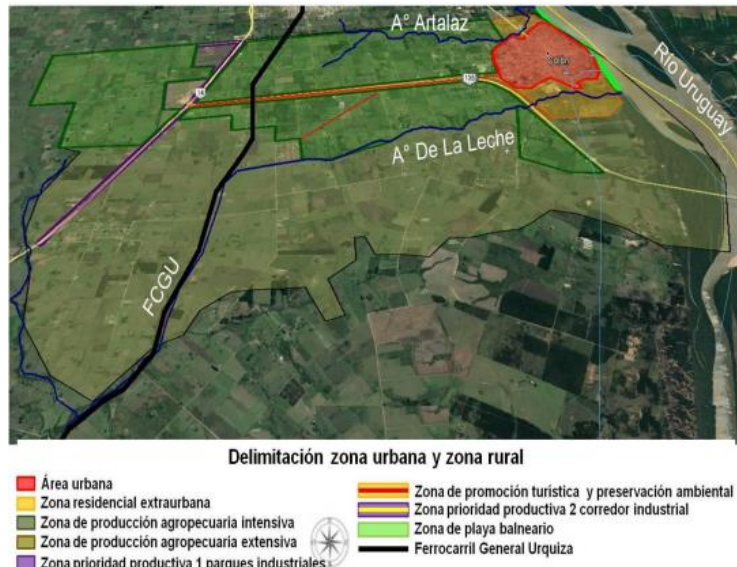 A° Artalaz
Colón
Río Uruguay
135
14
A° De La Leche
FCGU
Delimitación zona urbana y zona rural
Área urbana
Zona residencial extraurbana
Zona de producción agropecuaria intensiva
Zona de producción agropecuaria extensiva
Zona prioridad productiva 1 parques industriales
Zona de promoción turística y preservación ambiental
Zona prioridad productiva 2 corredor industrial
Zona de playa balneario
Ferrocarril General Urquiza